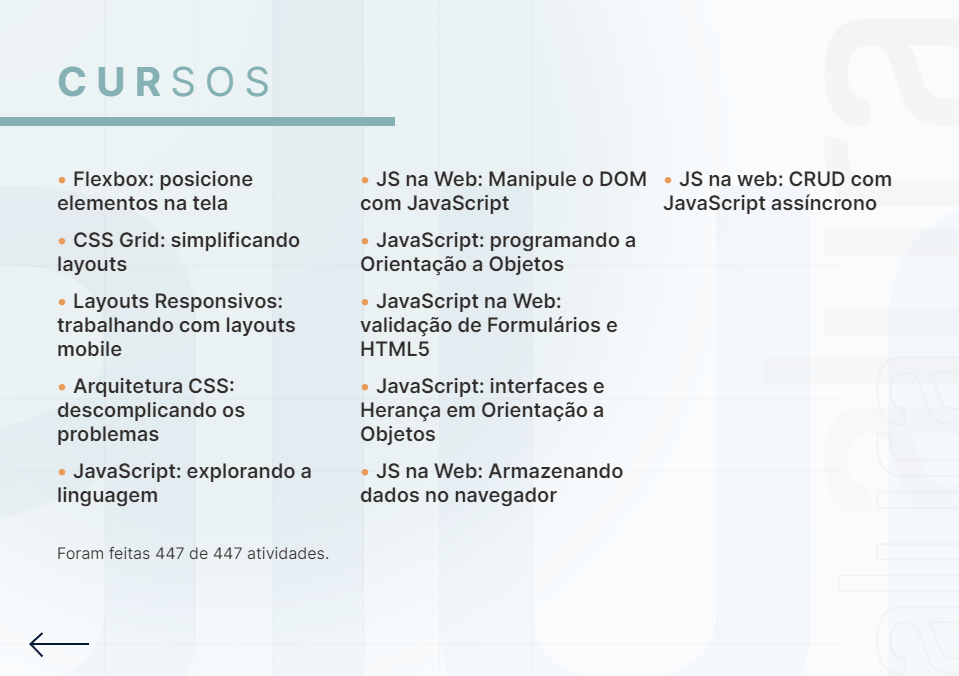 CURSOS
• Flexbox: posicione
elementos na tela
• CSS Grid: simplificando
layouts
• Layouts Responsivos:
trabalhando com layouts
mobile
• Arquitetura CSS:
descomplicando os
problemas
• JavaScript: explorando a
linguagem
• JS na Web: Manipule o DOM
com JavaScript
• JavaScript: programando a
Orientação a Objetos
• JavaScript na Web:
validação de Formulários e
HTML5
• JavaScript: interfaces e
Herança em Orientação a
Objetos
• JS na Web: Armazenando
dados no navegador
• JS na web: CRUD com
JavaScript assíncrono
Foram feitas 447 de 447 atividades.
alura
alura